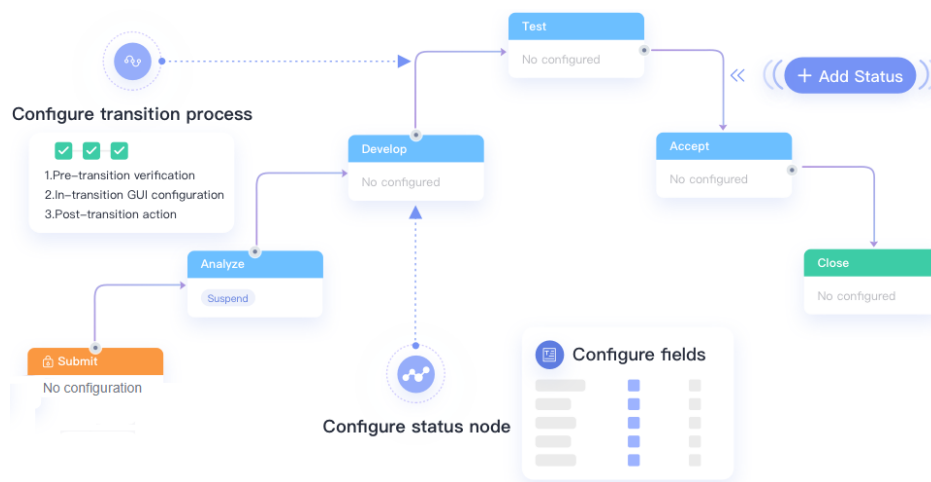 Test
No configured
+ Add Status
Configure transition process
1.Pre-transition verification
2.In-transition GUI configuration
3.Post-transition action
Develop
No configured
Accept
No configured
Analyze
Suspend
Close
No configured
Submit
No configuration
Configure fields
Configure status node